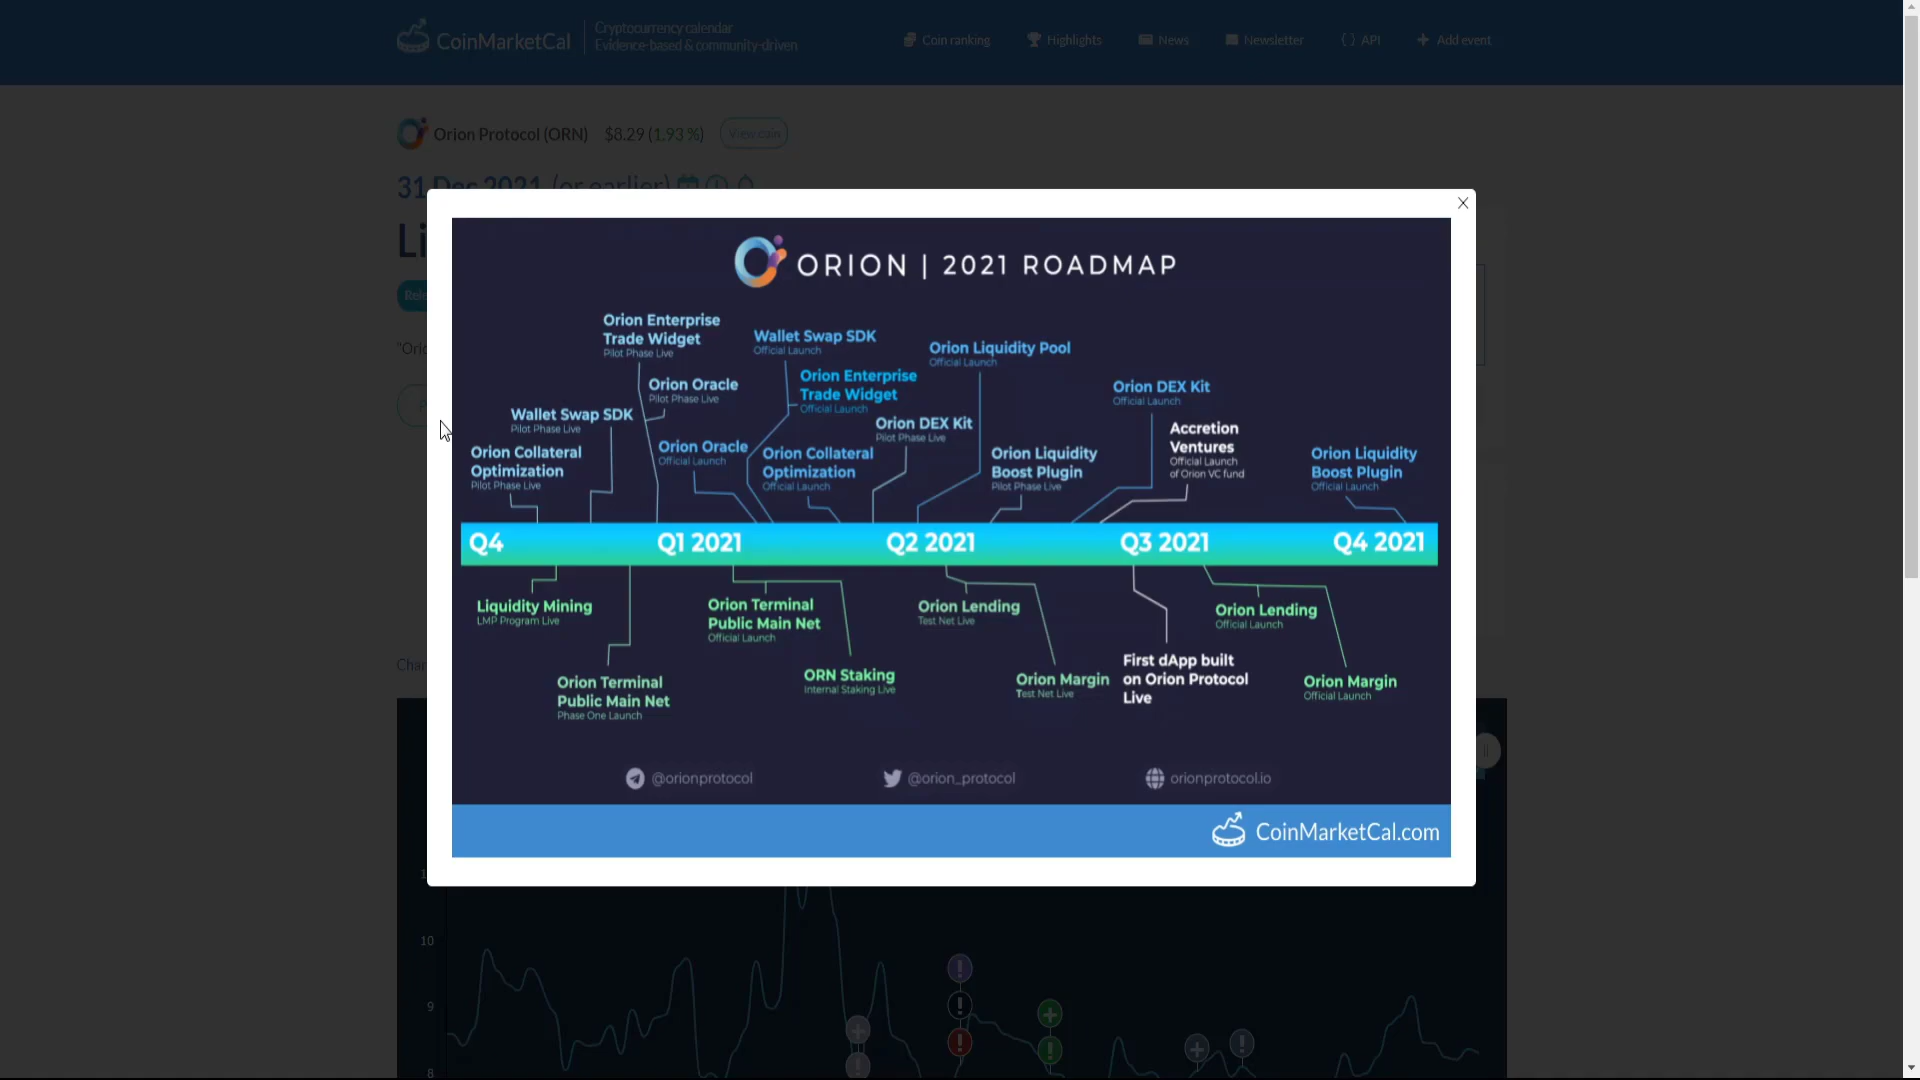 CoinMarketCal
Cryptocurrency calendar
Evidence-based & community-driven
Coin ranking
Highlights
News
Newsletter
API
Add event
Orion Protocol (ORN) $8.29 (1.93 %) View coin
31 Dec 2021 (or earlier)
Li
"Orio
Char
ORION | 2021 ROADMAP
Orion Enterprise
Trade Widget
Pilot Phase Live
Wallet Swap SDK
Official Launch
Orion Liquidity Pool
Official Launch
Orion Oracle
Pilot Phase Live
Orion Enterprise
Trade Widget
Official Launch
Orion DEX Kit
Official Launch
Wallet Swap SDK
Pilot Phase Live
Orion DEX Kit
Pilot Phase Live
Accretion
Ventures
Official Launch
of Orion VC fund
Orion Collateral
Optimization
Pilot Phase Live
Orion Oracle
Official Launch
Orion Collateral
Optimization
Official Launch
Orion Liquidity
Boost Plugin
Pilot Phase Live
Orion Liquidity
Boost Plugin
Official Launch
Q4 Q1 2021 Q2 2021 Q3 2021 Q4 2021
Liquidity Mining
LMP Program Live
Orion Terminal
Public Main Net
Official Launch
Orion Lending
Test Net Live
Orion Lending
Official Launch
Orion Terminal
Public Main Net
Phase One Launch
ORN Staking
Internal Staking Live
Orion Margin
Test Net Live
First dApp built
on Orion Protocol
Live
Orion Margin
Official Launch
@orionprotocol
@orion_protocol
orionprotocol.io
CoinMarketCal.com
10
9
8